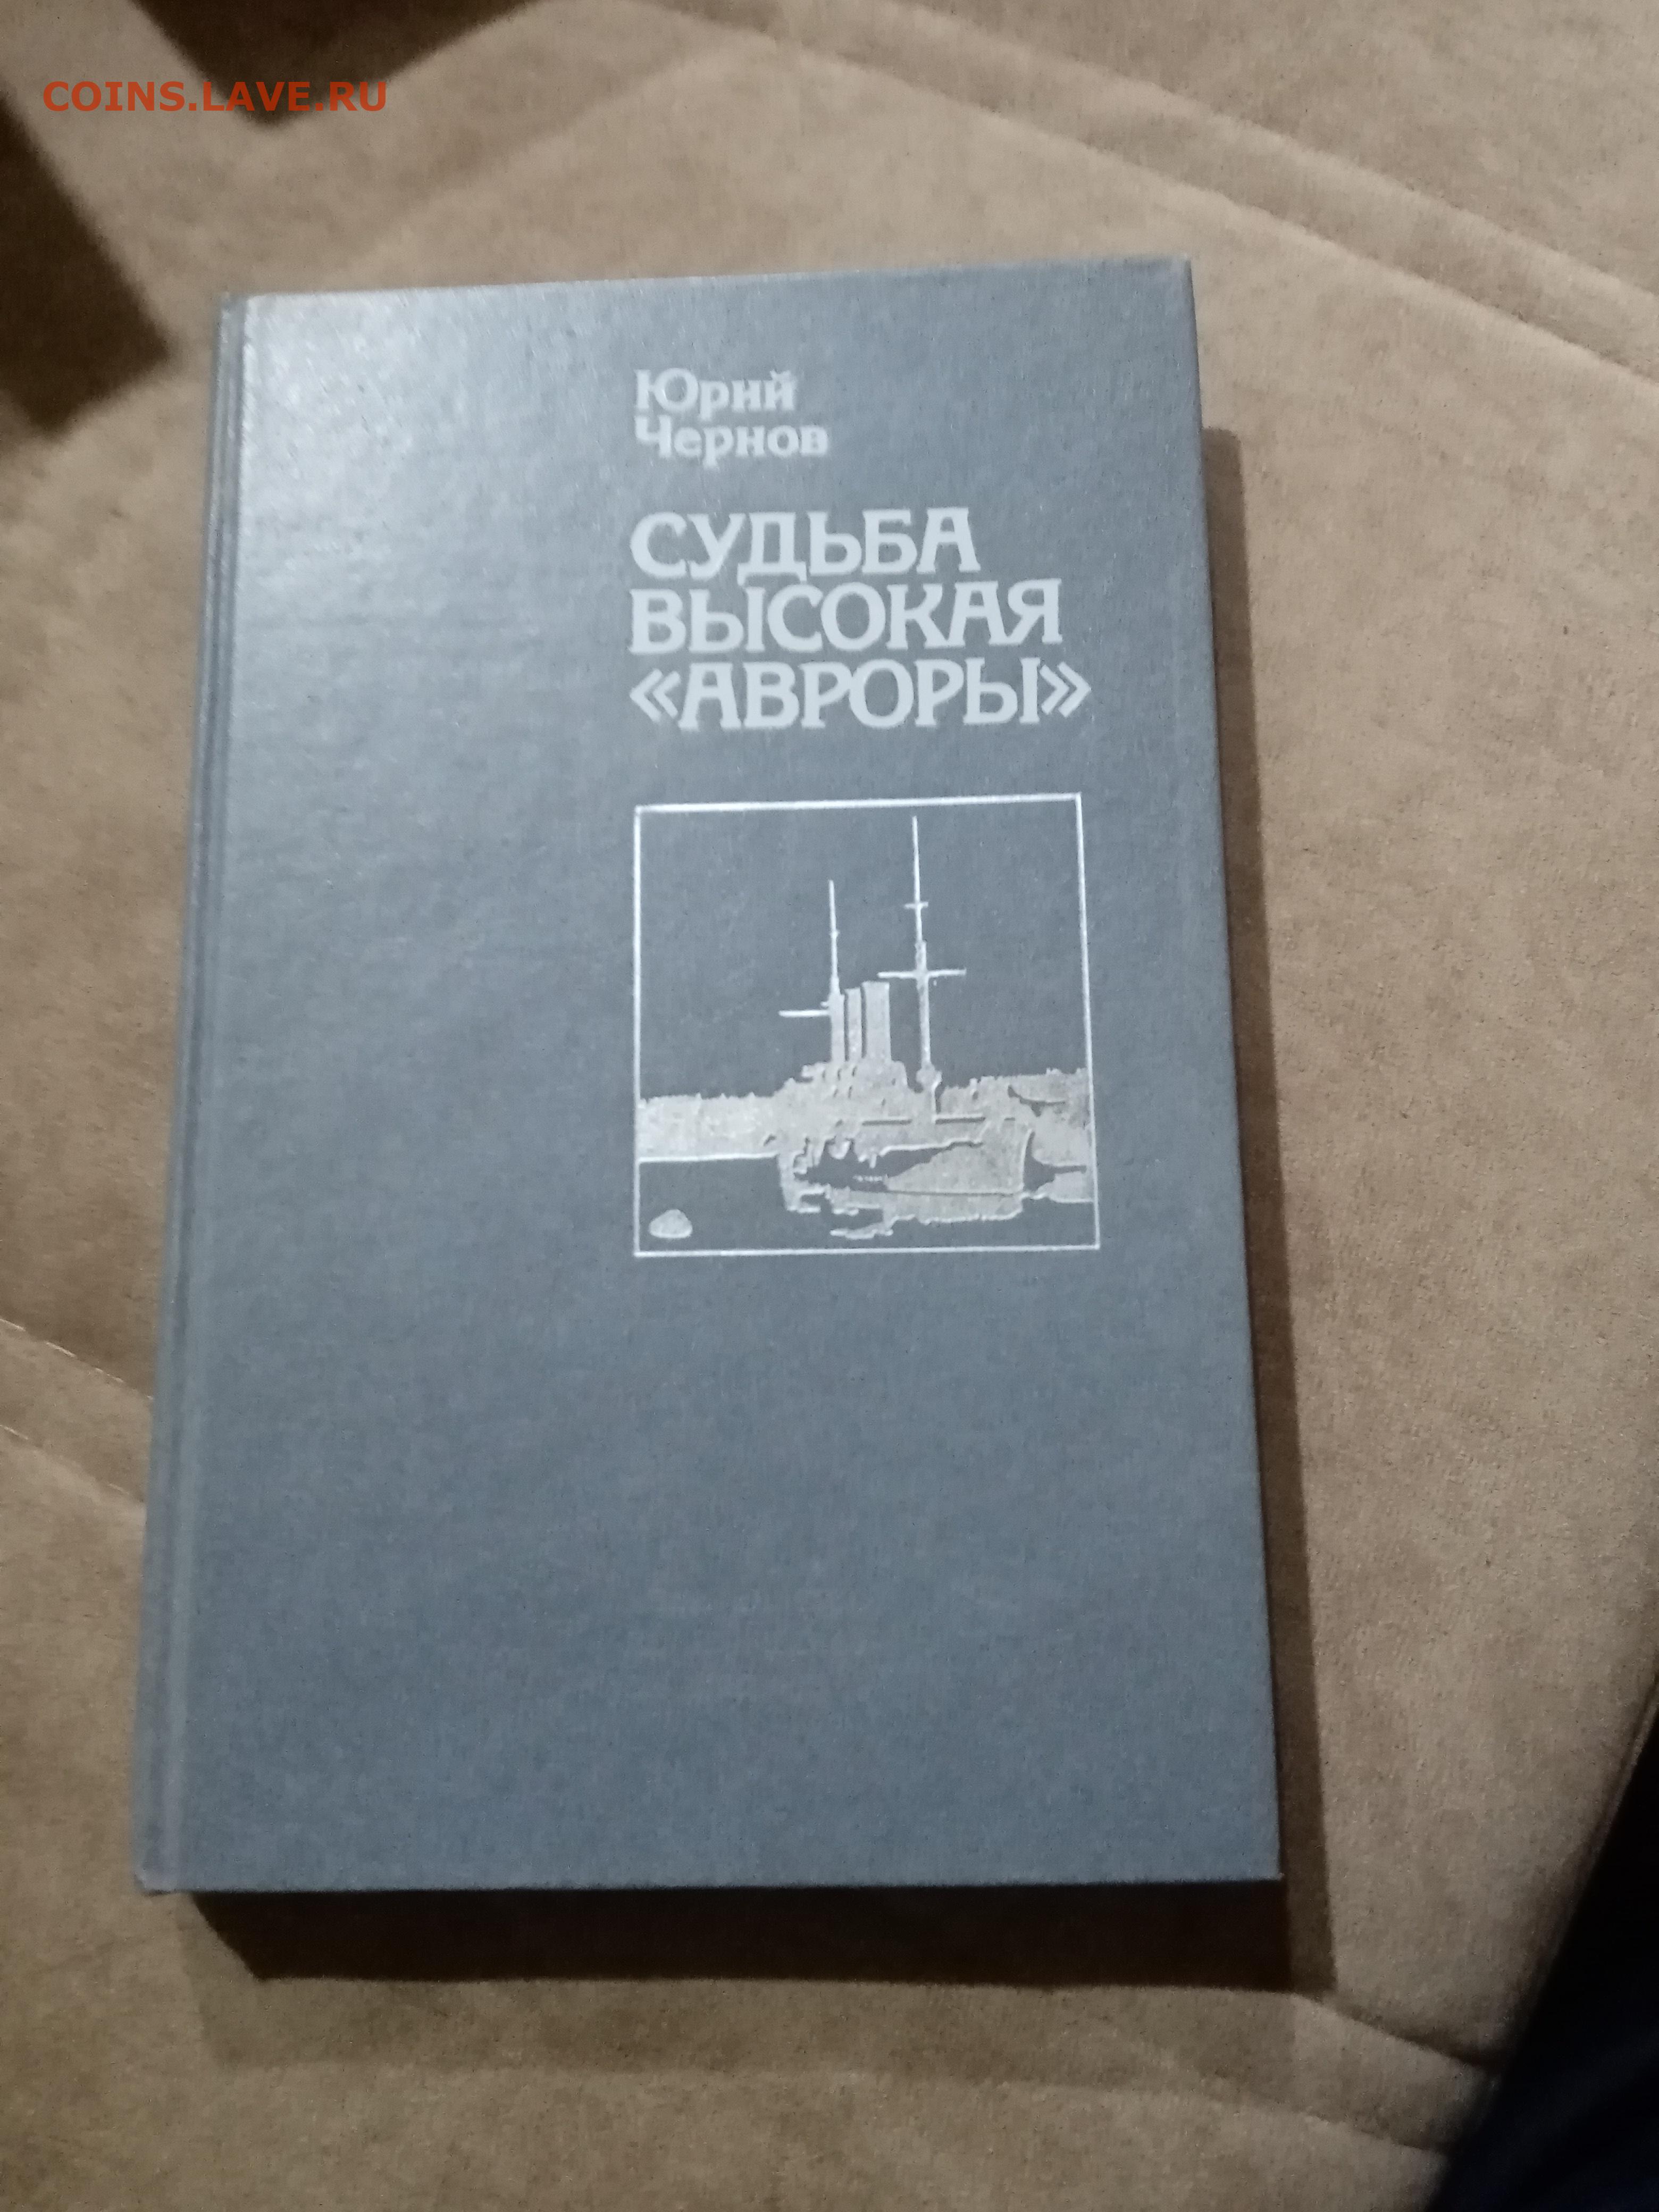 COINS.LAVE.RU
Юрий
Чернов
СУДЬБА
ВЫСОКАЯ
«АВРОРЫ»